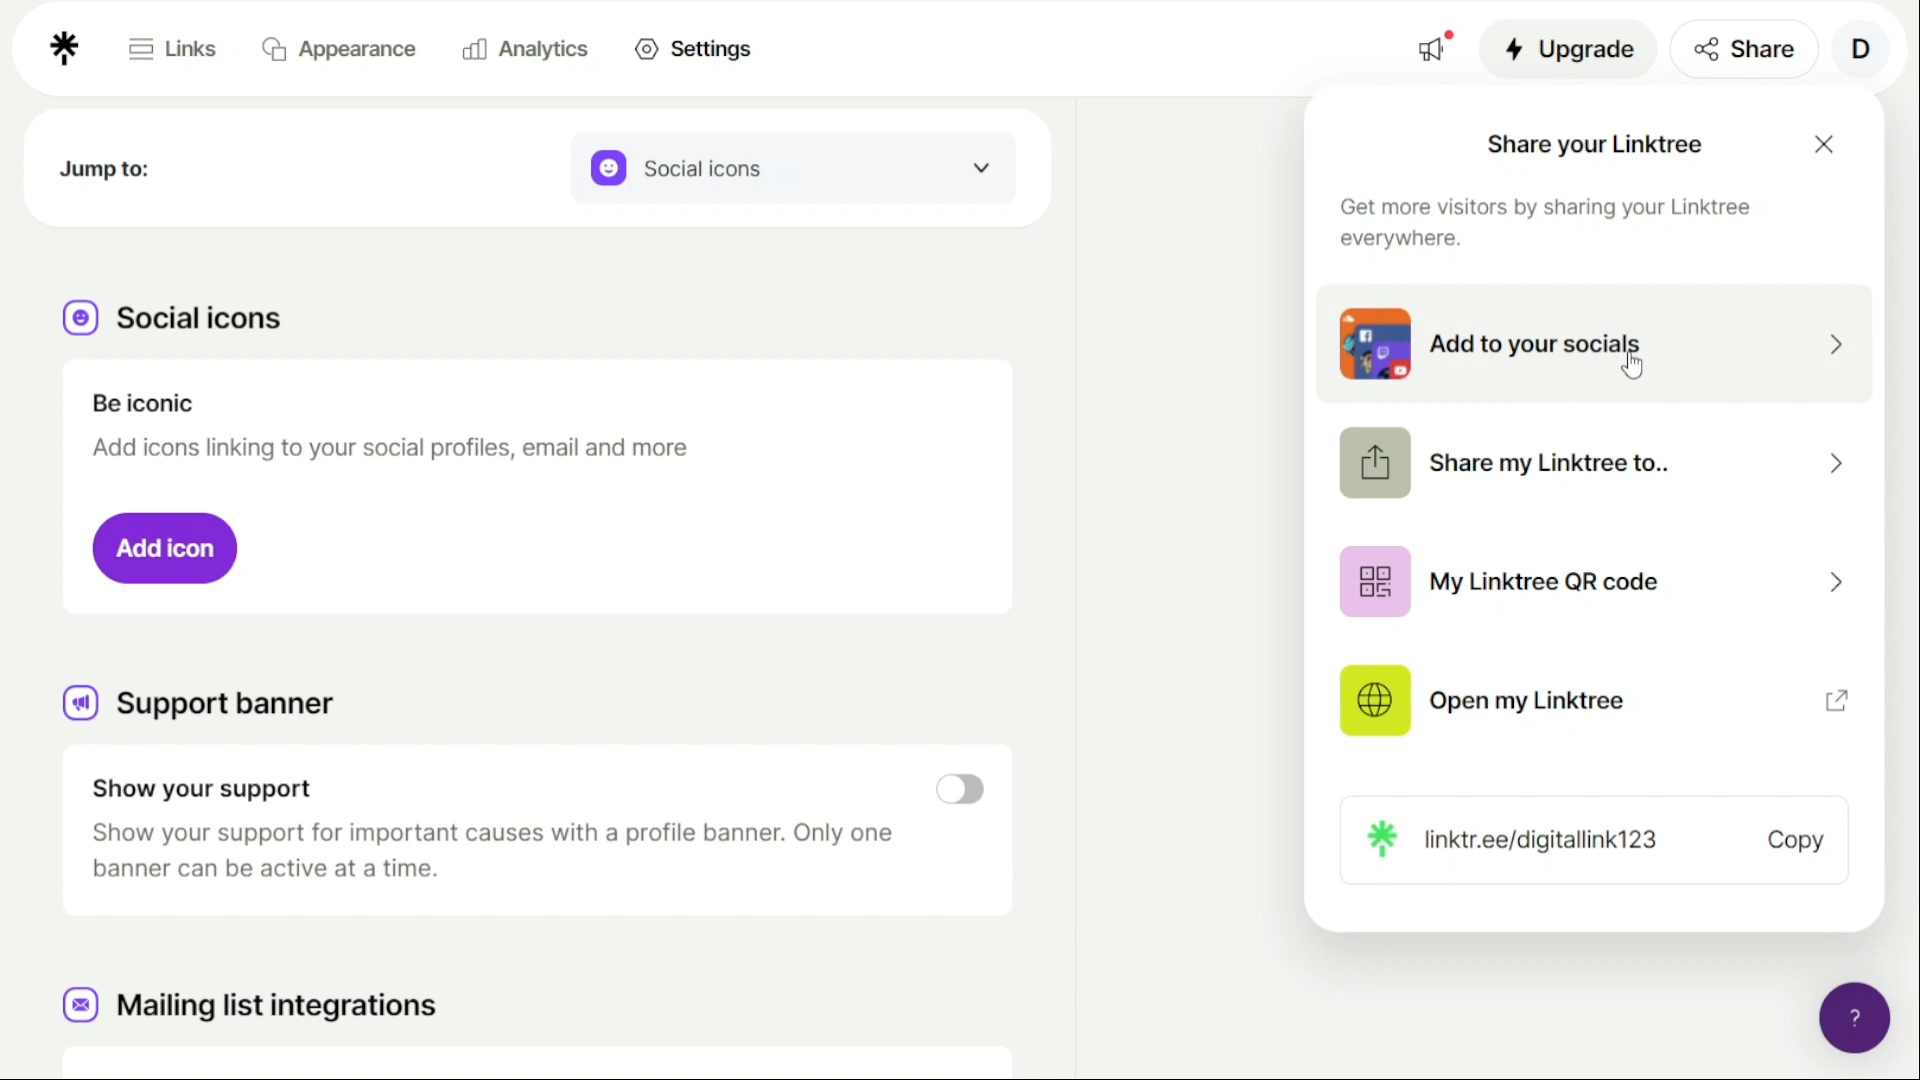 Links
Appearance
Analytics
Settings
Upgrade
Share
D
Jump to:
Social icons
Social icons
Be iconic
Add icons linking to your social profiles, email and more
Add icon
Support banner
Show your support
Show your support for important causes with a profile banner. Only one
banner can be active at a time.
Mailing list integrations
Share your Linktree
Get more visitors by sharing your Linktree
everywhere.
Add to your socials
Share my Linktree to..
My Linktree QR code
Open my Linktree
linktr.ee/digitallink123
Copy
?